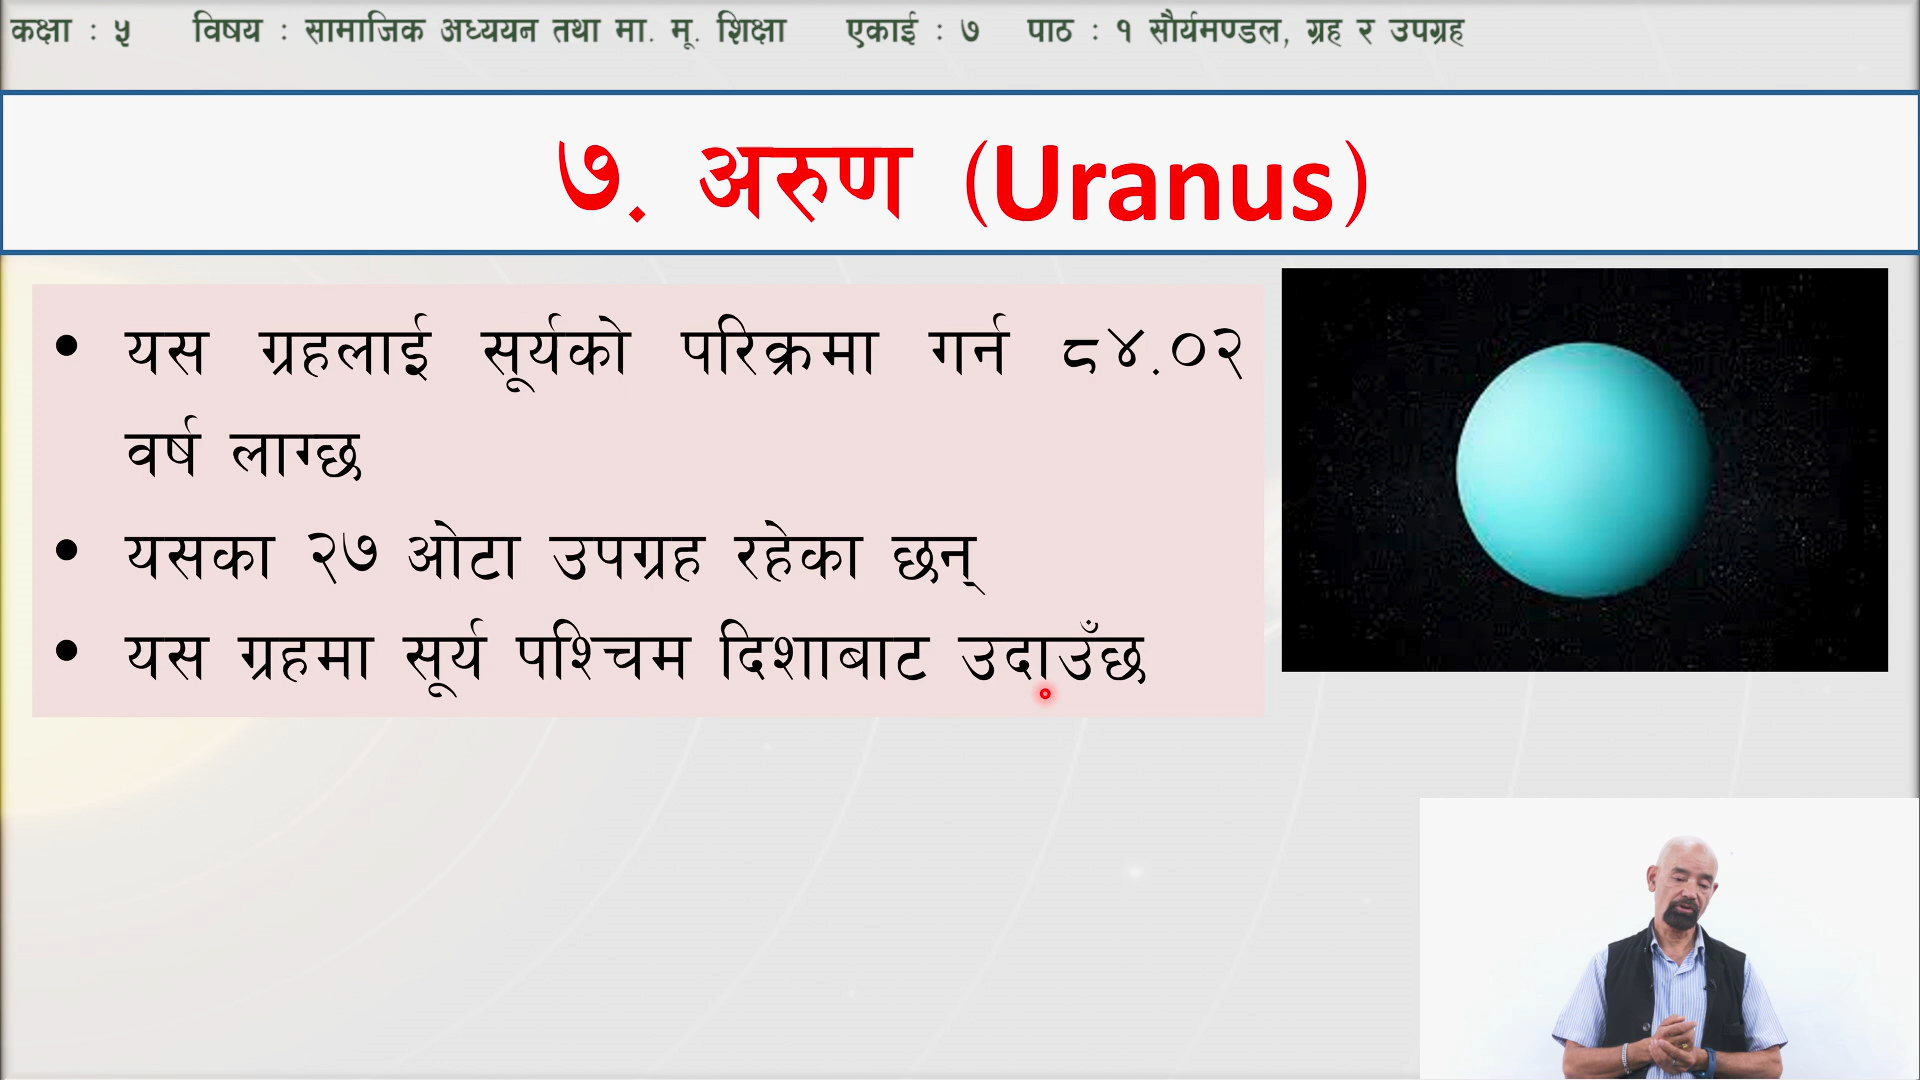 कक्षा : ५ विषय : सामाजिक अध्ययन तथा मा. मू. शिक्षा एकाई : ७ पाठ : १ सौर्यमण्डल, ग्रह र उपग्रह
७. अरुण (Uranus)
• यस ग्रहलाई सूर्यको परिक्रमा गर्न ८४.०२
वर्ष लाग्छ
• यसका २७ ओटा उपग्रह रहेका छन्
• यस ग्रहमा सूर्य पश्चिम दिशाबाट उदाउँछ